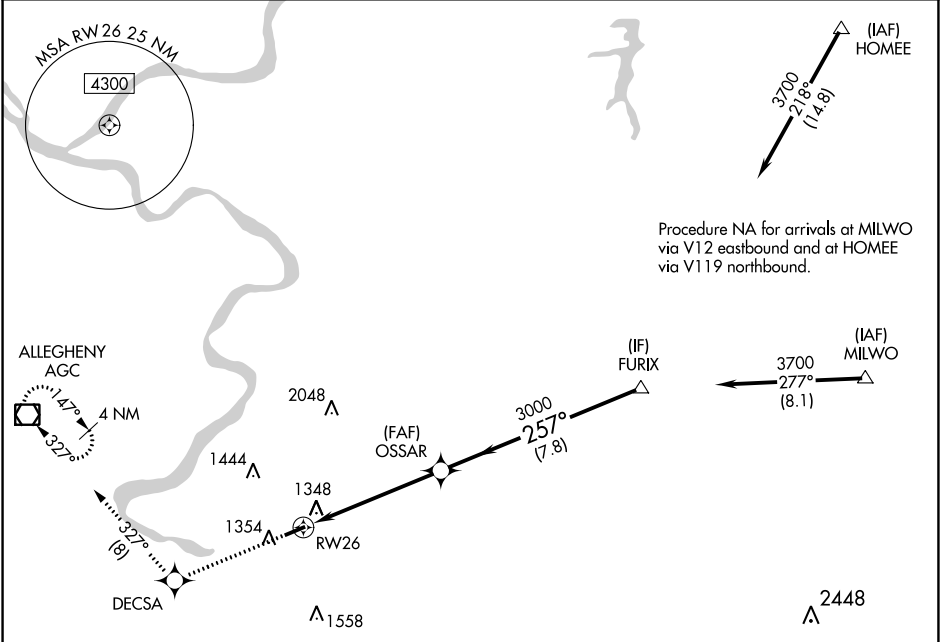 MSA RW26 25 NM
4300
(IAF)
HOMEE
3700
218°
(14.8)
Procedure NA for arrivals at MILWO
via V12 eastbound and at HOMEE
via V119 northbound.
ALLEGHENY
AGC
147°
4 NM
327°
(IF)
FURIX
(IAF)
MILWO
3700
277°
(8.1)
2048
3000
257°
(7.8)
(FAF)
OSSAR
1444
1348
1354
RW26
327°
(8)
DECSA
1558
2448